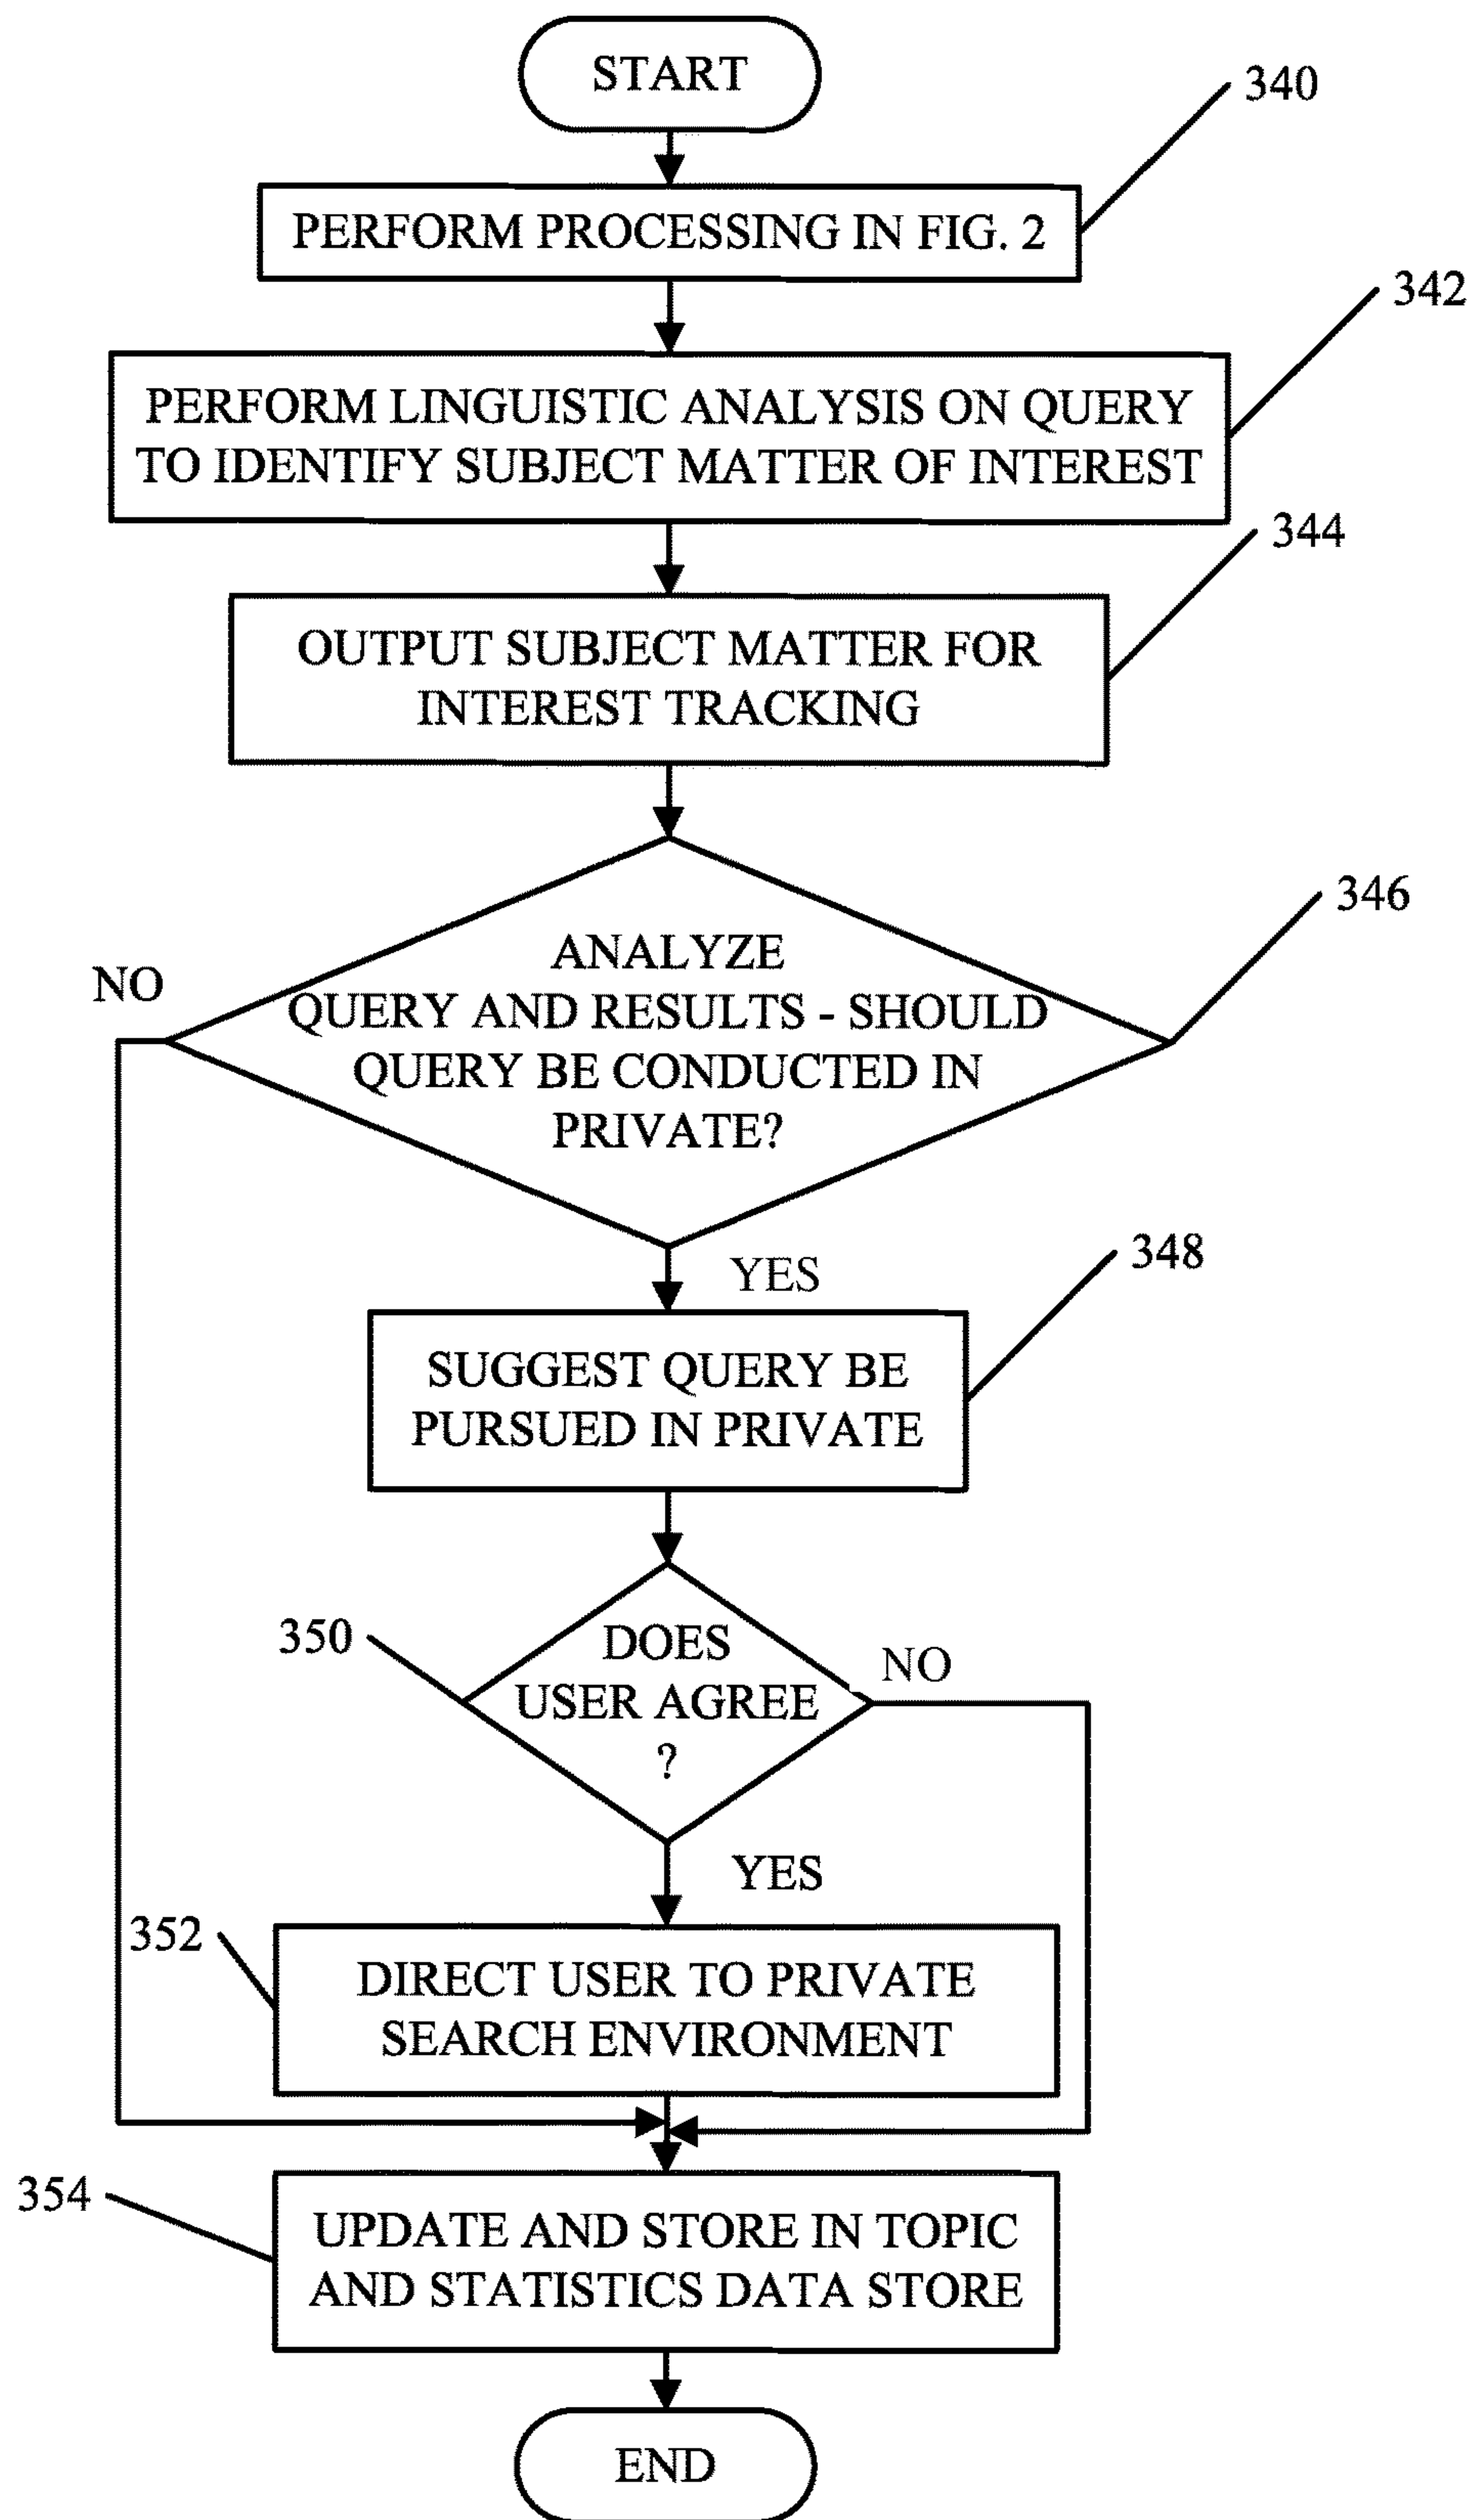 START
340
PERFORM PROCESSING IN FIG. 2
342
PERFORM LINGUISTIC ANALYSIS ON QUERY
TO IDENTIFY SUBJECT MATTER OF INTEREST
344
OUTPUT SUBJECT MATTER FOR
INTEREST TRACKING
346
NO
ANALYZE
QUERY AND RESULTS - SHOULD
QUERY BE CONDUCTED IN
PRIVATE?
YES
348
SUGGEST QUERY BE
PURSUED IN PRIVATE
350
DOES
USER AGREE
?
NO
YES
352
DIRECT USER TO PRIVATE
SEARCH ENVIRONMENT
354
UPDATE AND STORE IN TOPIC
AND STATISTICS DATA STORE
END